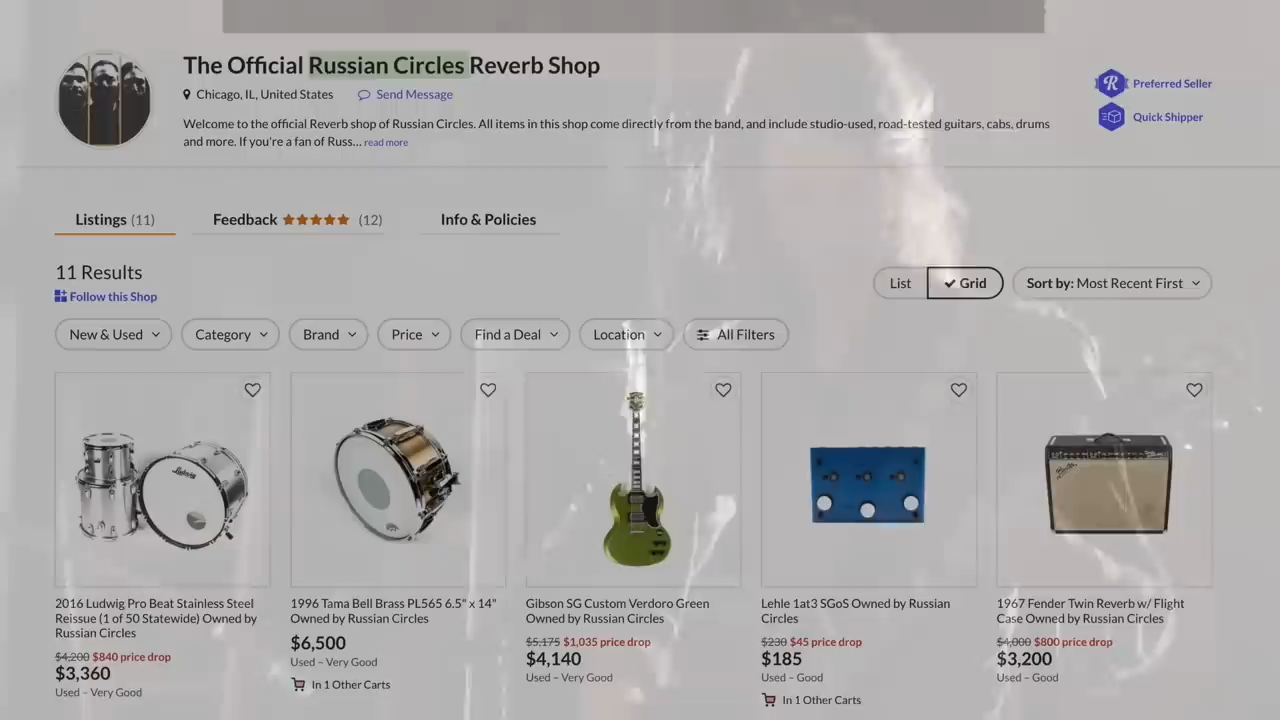 The Official Russian Circles Reverb Shop
Chicago, IL, United States Send Message
Welcome to the official Reverb shop of Russian Circles. All items in this shop come directly from the band, and include studio-used, road-tested guitars, cabs, drums
and more. If you're a fan of Russ... read more
Preferred Seller
Quick Shipper
Listings (11) Feedback (12) Info & Policies
11 Results
Follow this Shop
List Grid Sort by: Most Recent First
New & Used Category Brand Price Find a Deal Location All Filters
Ludwig
Fender
2016 Ludwig Pro Beat Stainless Steel
Reissue (1 of 50 Statewide) Owned by
Russian Circles
$4,200 $840 price drop
$3,360
Used – Very Good
1996 Tama Bell Brass PL565 6.5" x 14"
Owned by Russian Circles
$6,500
Used – Very Good
In 1 Other Carts
Gibson SG Custom Verdoro Green
Owned by Russian Circles
$5,175 $1,035 price drop
$4,140
Used – Very Good
Lehle 1at3 SGoS Owned by Russian
Circles
$230 $45 price drop
$185
Used – Good
In 1 Other Carts
1967 Fender Twin Reverb w/ Flight
Case Owned by Russian Circles
$4,000 $800 price drop
$3,200
Used – Good